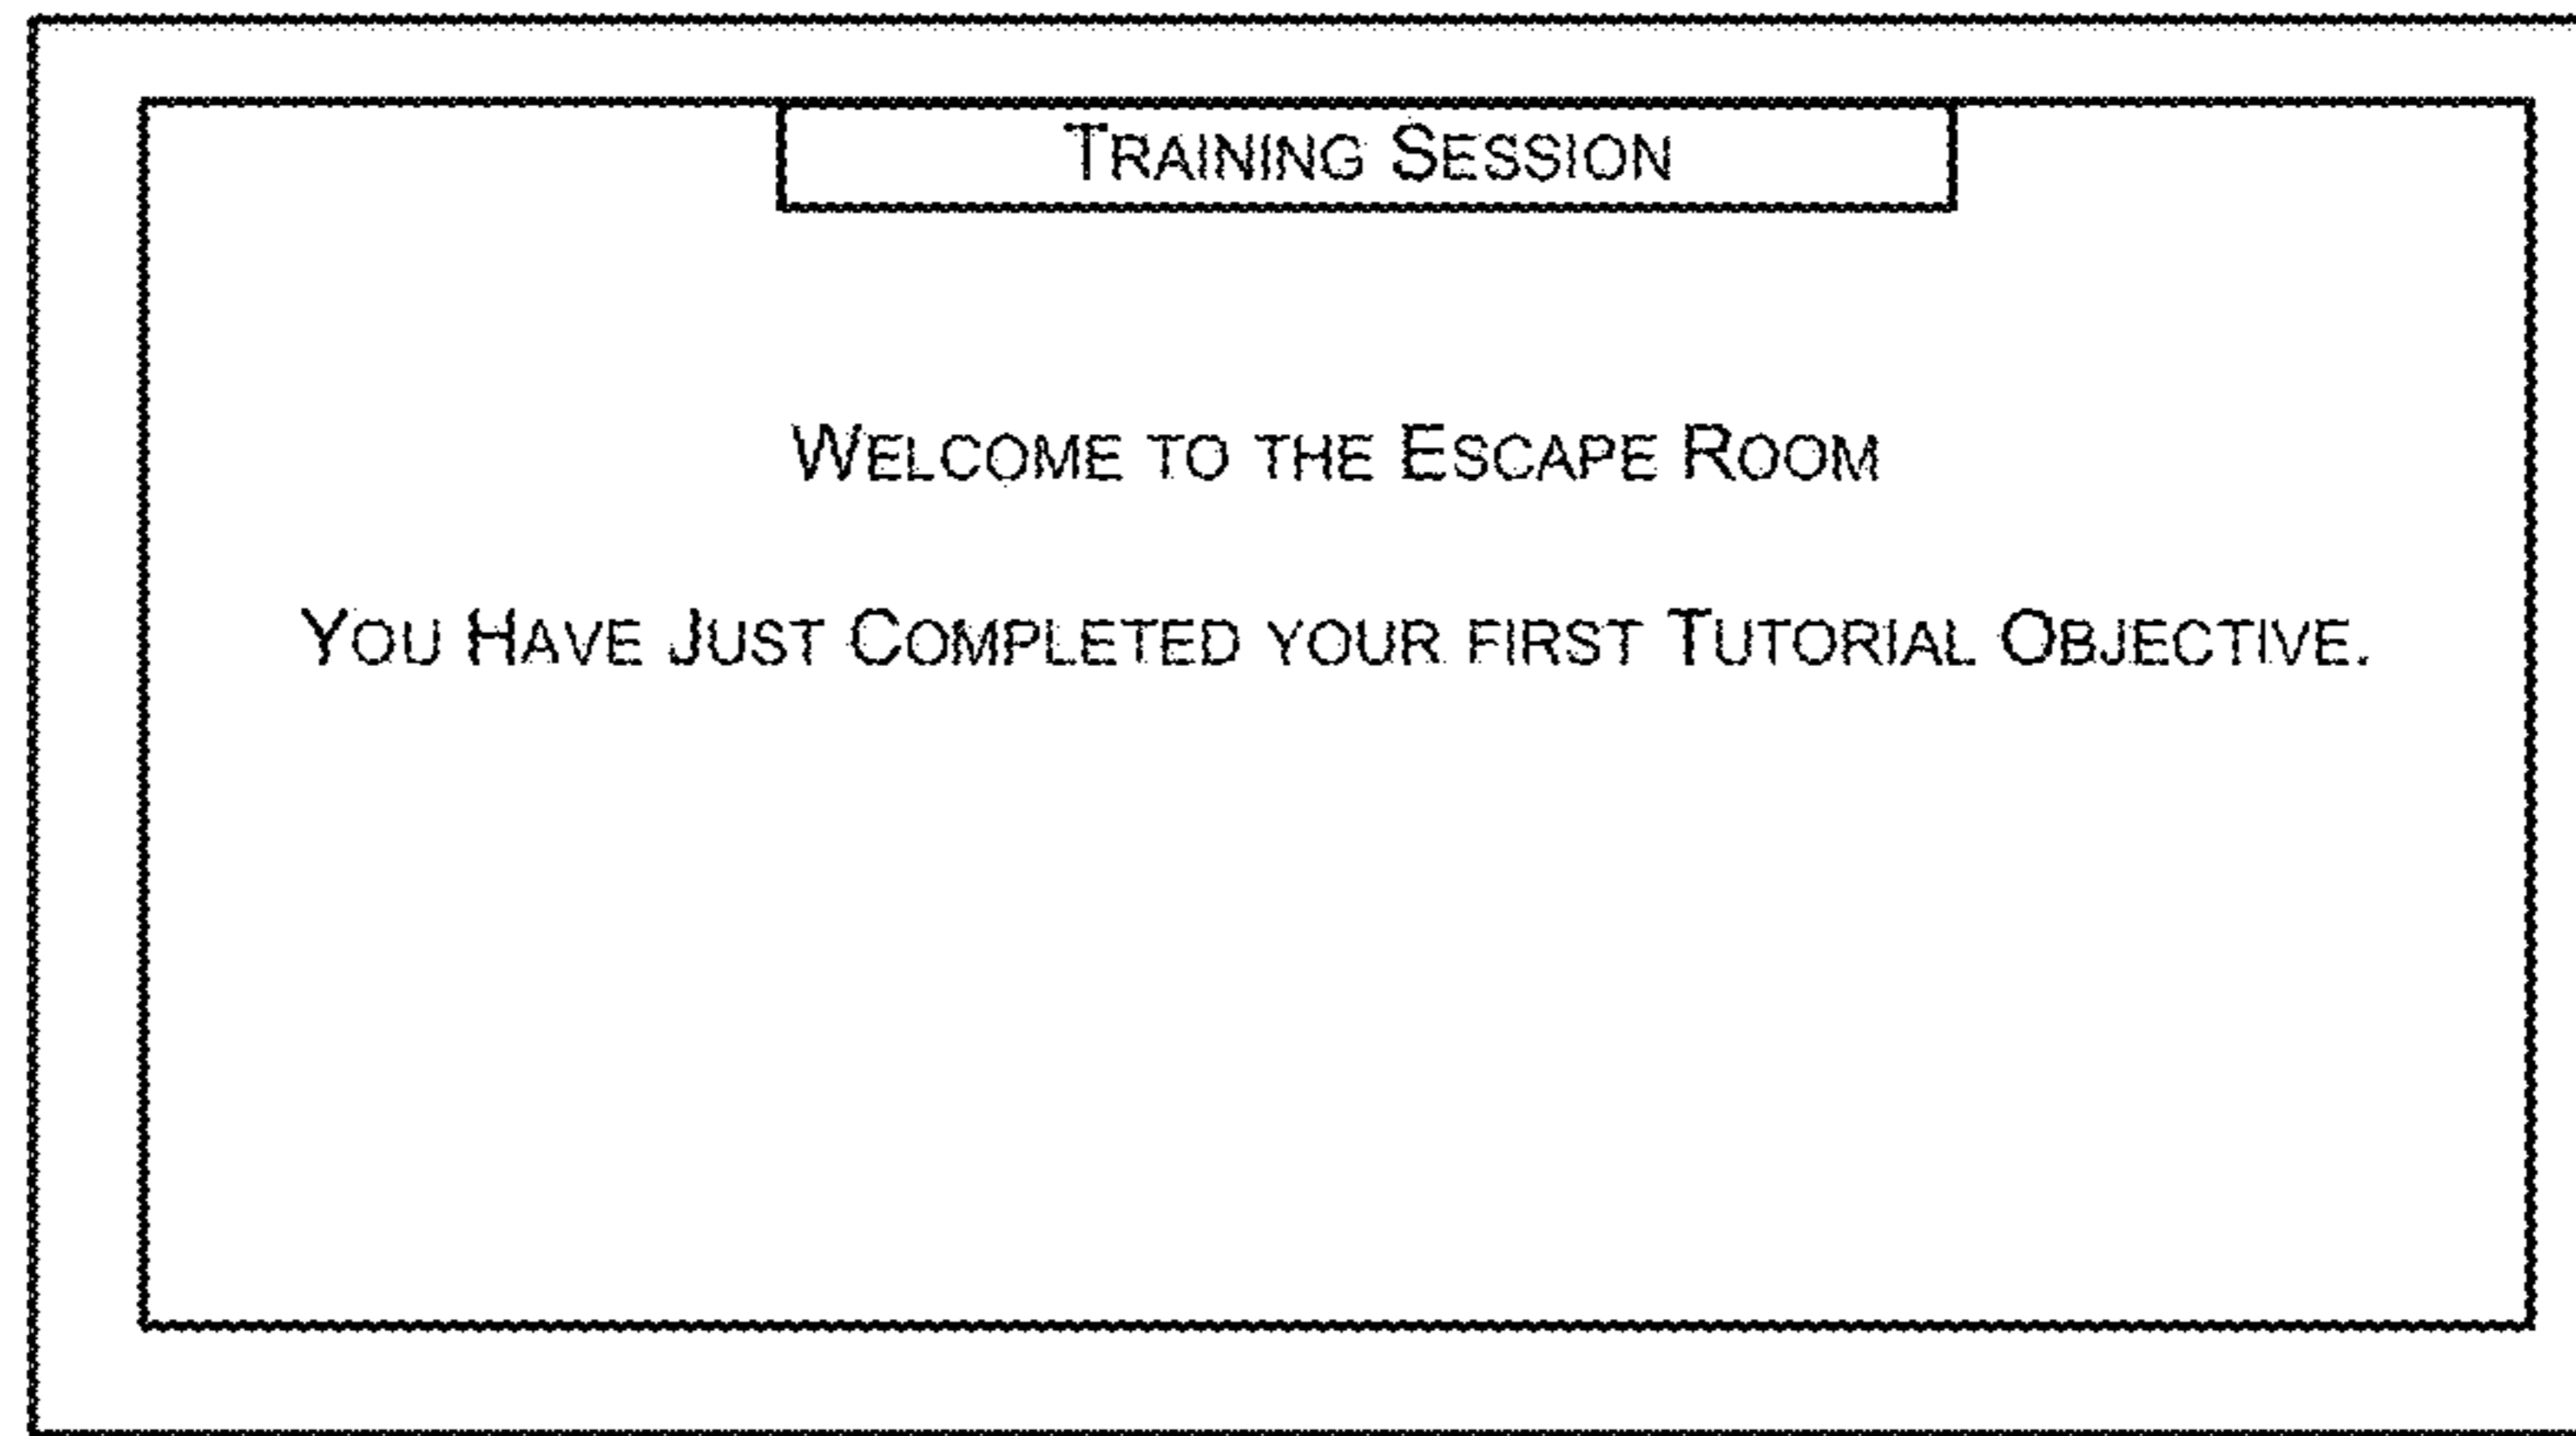 Training Session
Welcome to the Escape Room
You Have Just Completed your first Tutorial Objective.